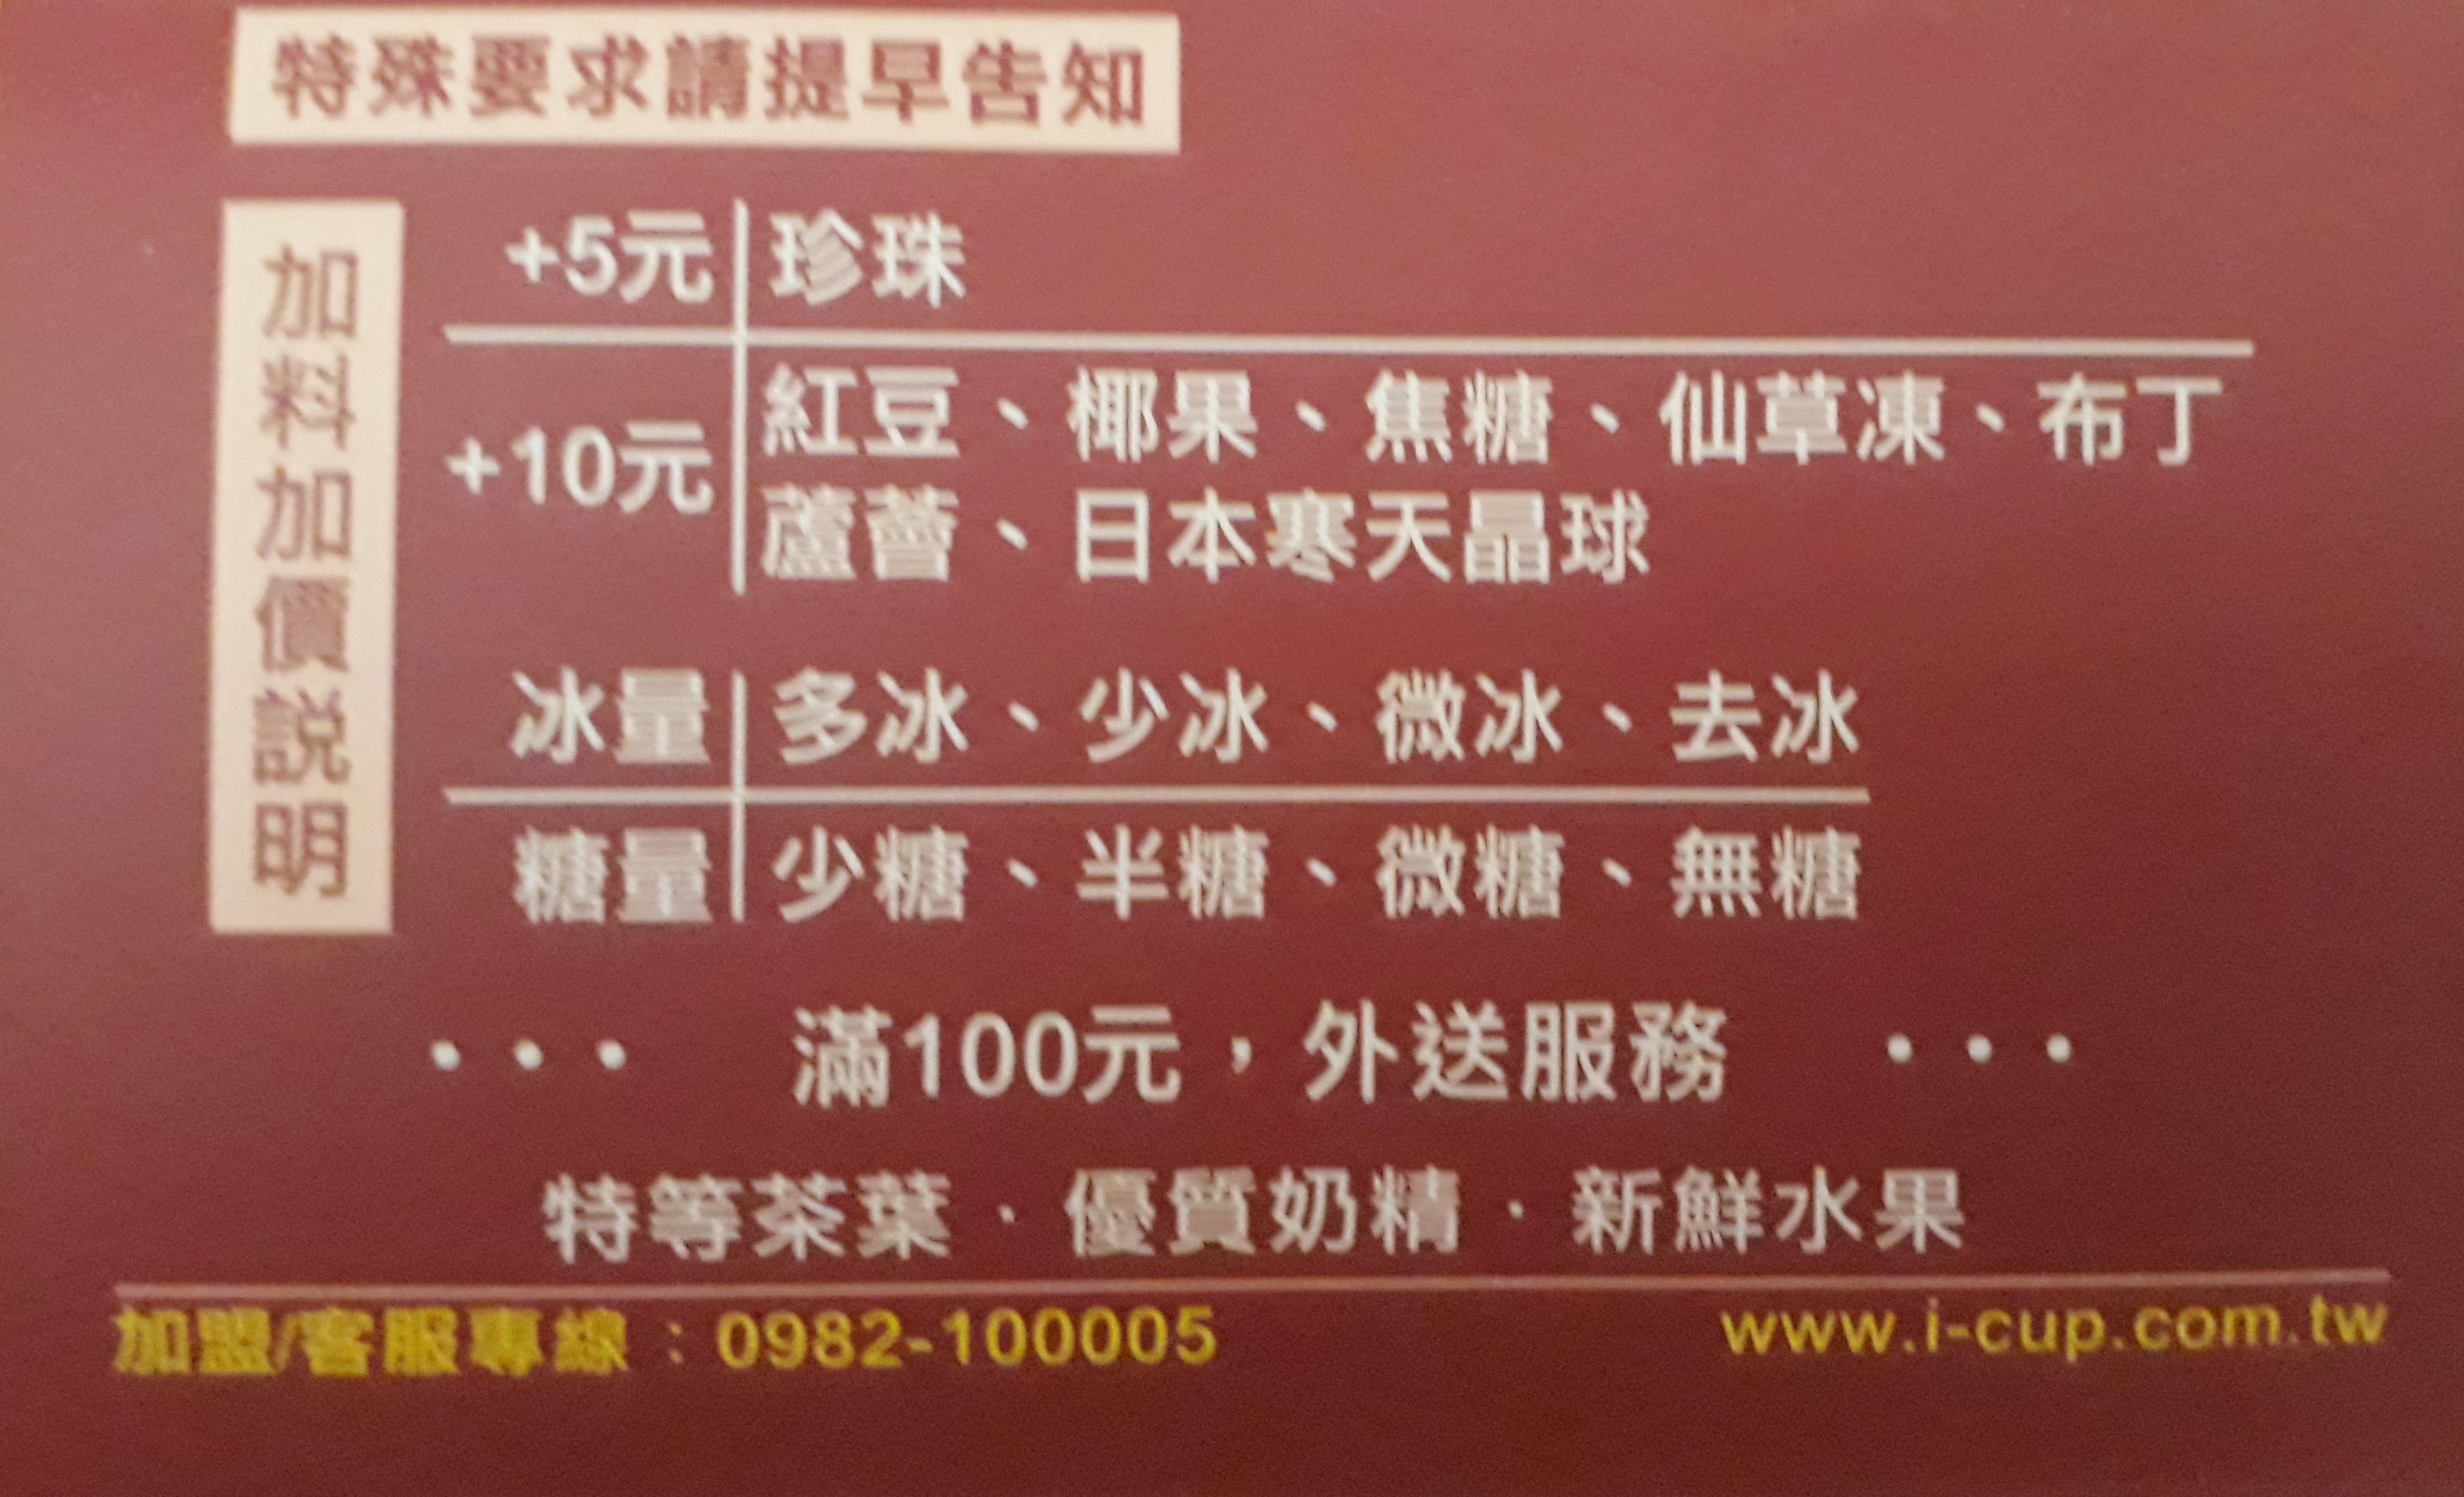 特殊要求請提早告知
加料加價説明
+5元 珍珠
+10元 紅豆、椰果、焦糖、仙草凍、布丁
蘆薈、日本寒天晶球
冰量 多冰、少冰、微冰、去冰
糖量 少糖、半糖、微糖、無糖
••• 滿100元，外送服務 •••
特等茶葉·優質奶精·新鮮水果
加盟/客服專線：0982-100005
www.i-cup.com.tw